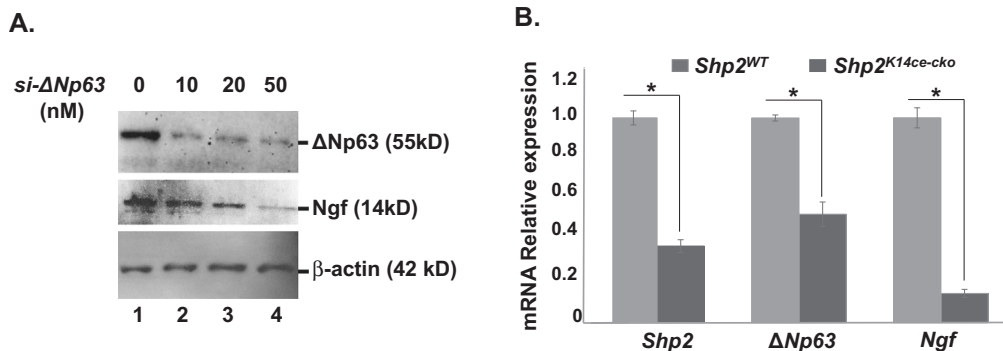 A.
si-ΔNp63 0 10 20 50
(nM)
ΔNp63 (55kD)
Ngf (14kD)
β-actin (42 kD)
1 2 3 4
B.
Shp2WT Shp2K14ce-cko
mRNA Relative expression
1.2
1.0
0.8
0.6
0.4
0.2
0
* * *
Shp2 ΔNp63 Ngf